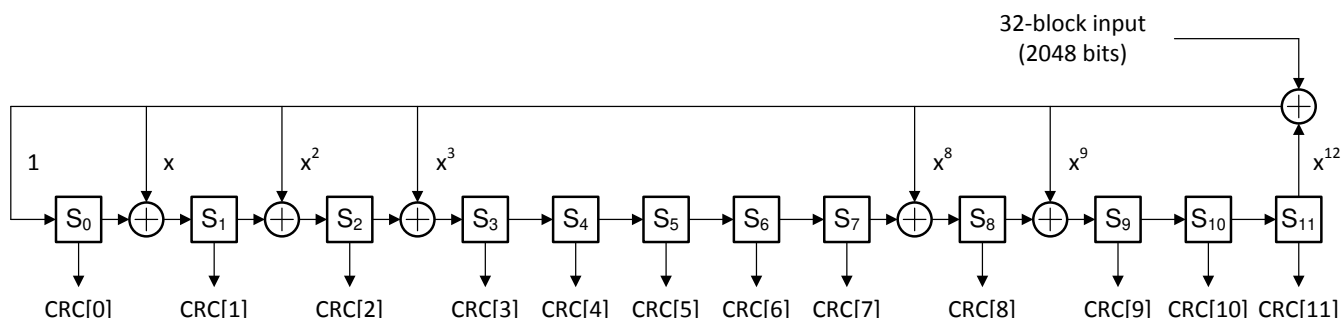 32-block input
(2048 bits)
1
x
x²
x³
x⁸
x⁹
x¹²
S₀
S₁
S₂
S₃
S₄
S₅
S₆
S₇
S₈
S₉
S₁₀
S₁₁
CRC[0]
CRC[1]
CRC[2]
CRC[3]
CRC[4]
CRC[5]
CRC[6]
CRC[7]
CRC[8]
CRC[9]
CRC[10]
CRC[11]